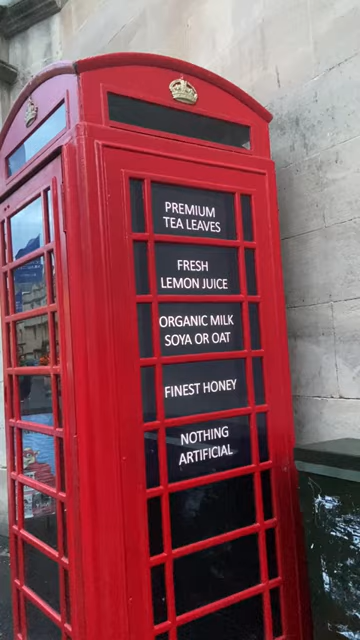 PREMIUM
TEA LEAVES
FRESH
LEMON JUICE
ORGANIC MILK
SOYA OR OAT
FINEST HONEY
NOTHING
ARTIFICIAL